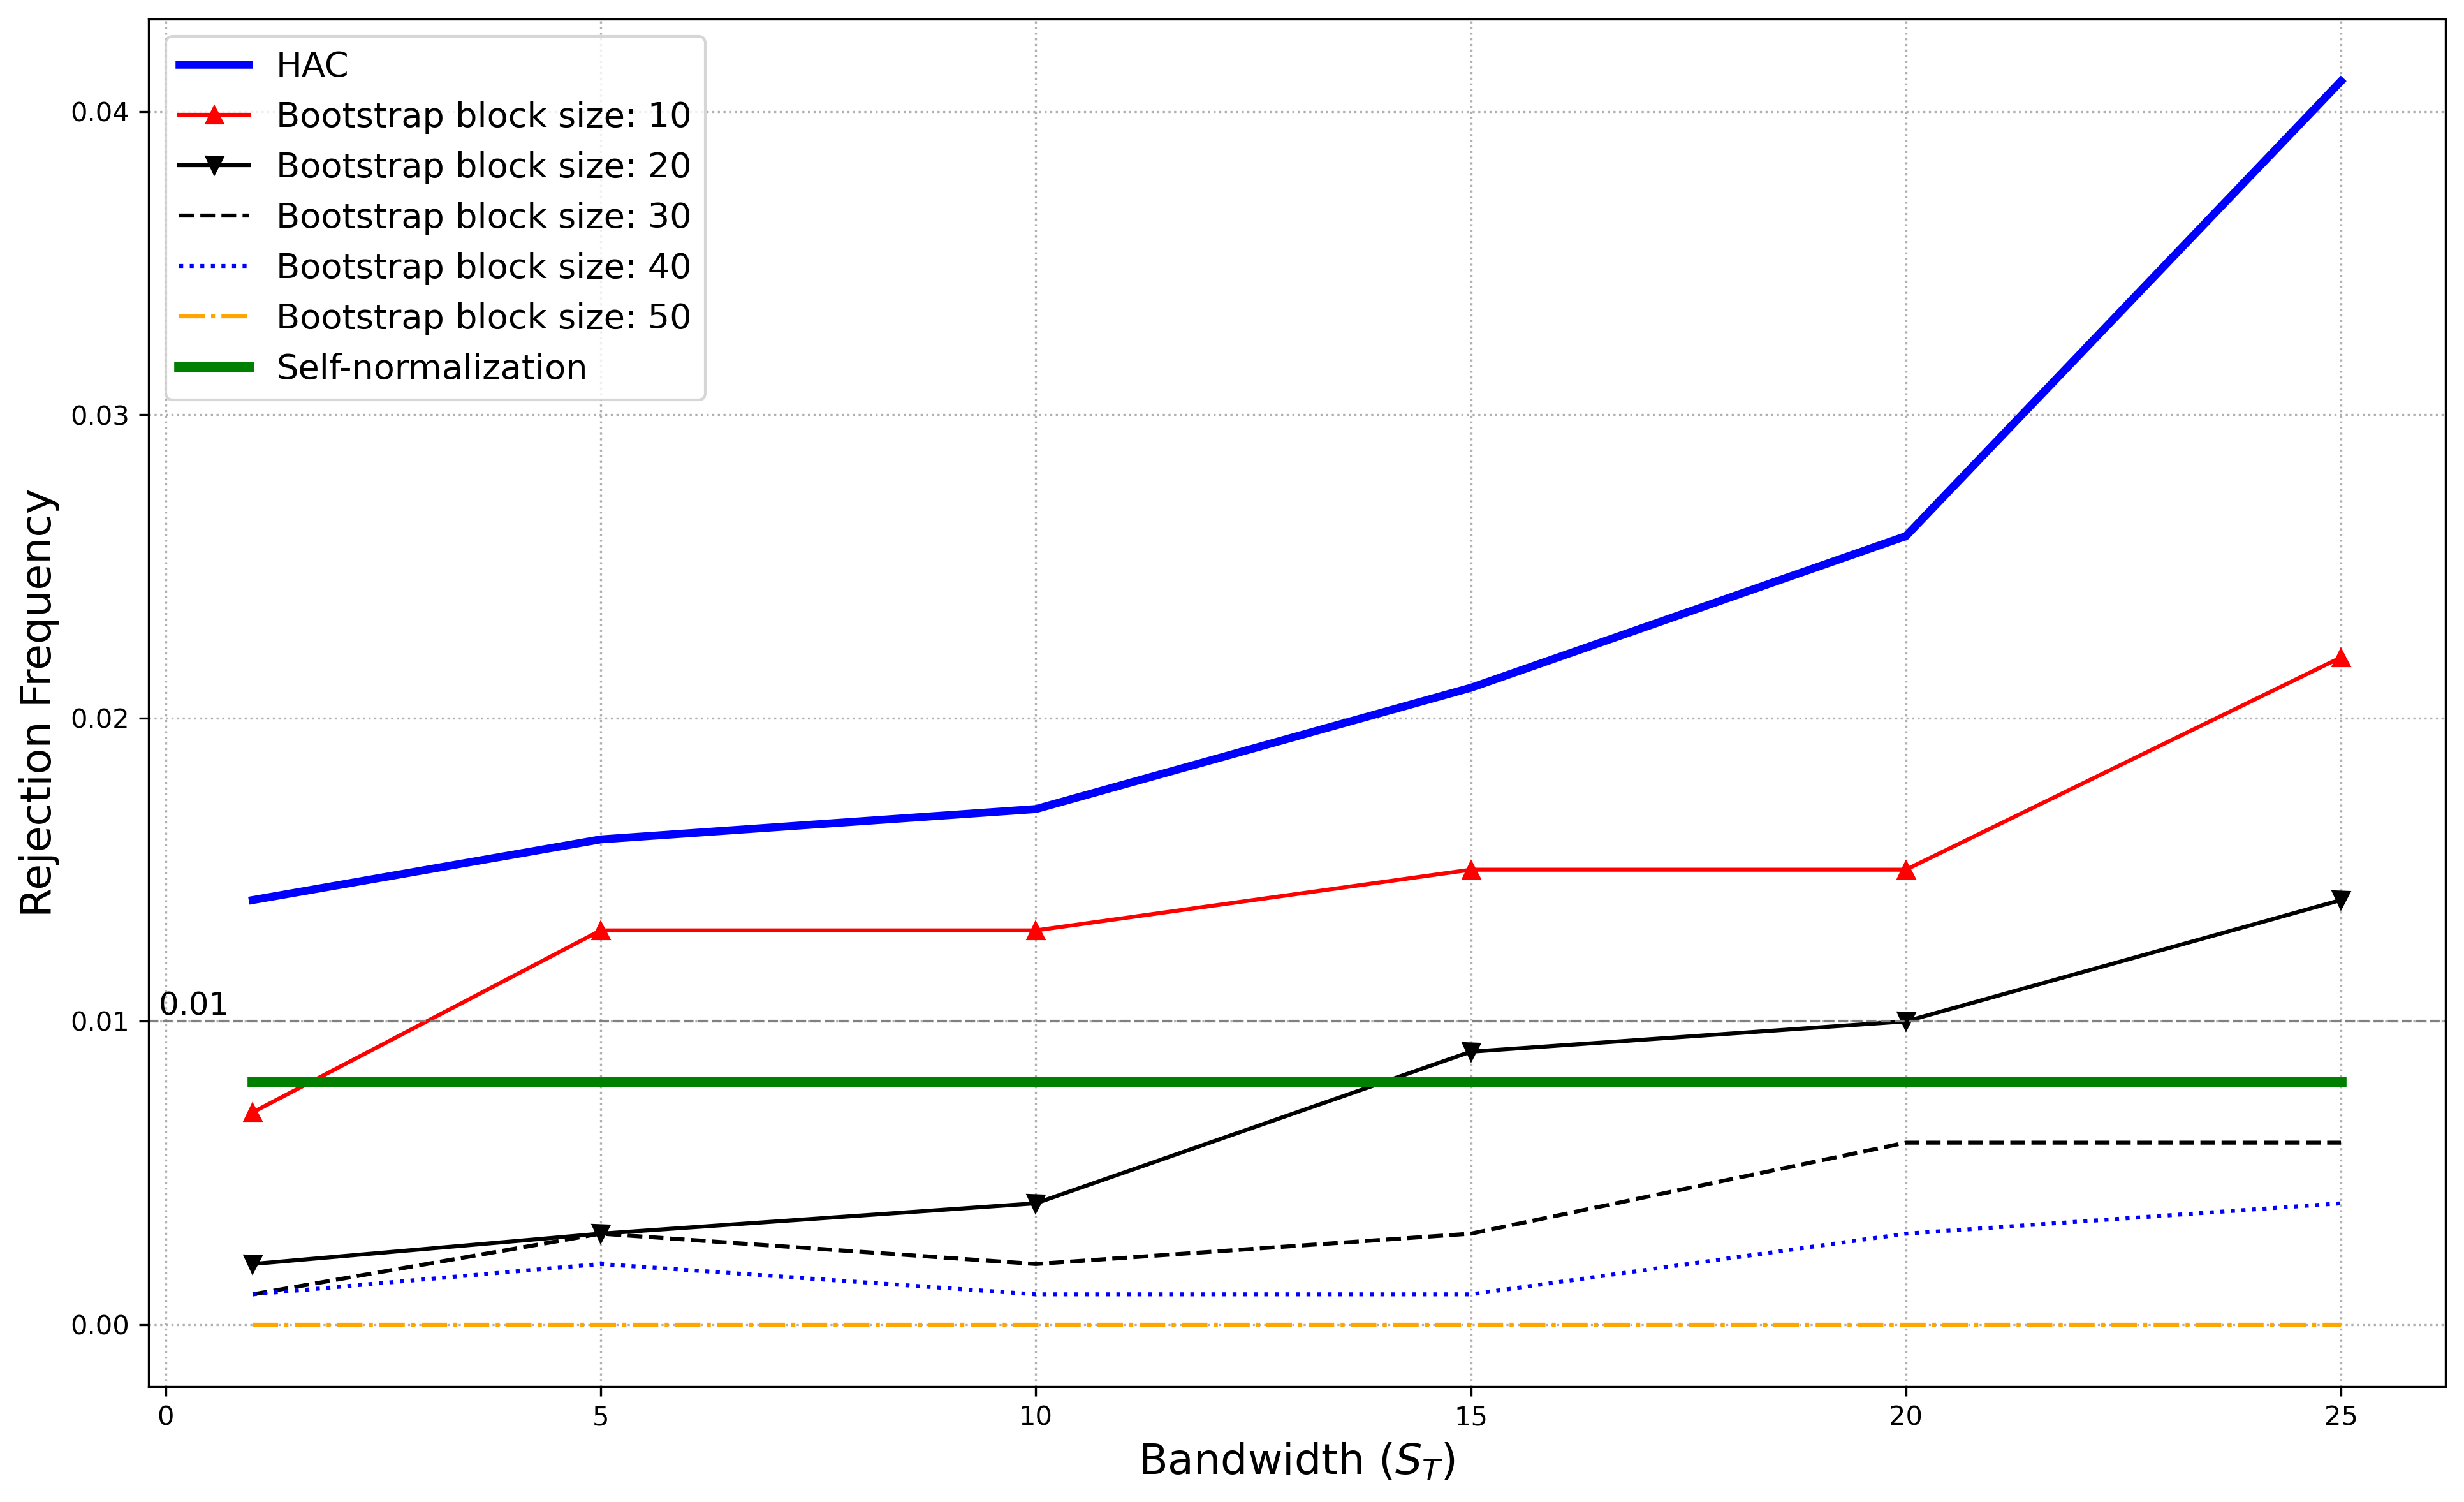 HAC
Bootstrap block size: 10
Bootstrap block size: 20
Bootstrap block size: 30
Bootstrap block size: 40
Bootstrap block size: 50
Self-normalization
Rejection Frequency
0.04
0.03
0.02
0.01
0.01
0.00
0 5 10 15 20 25
Bandwidth (S_T)